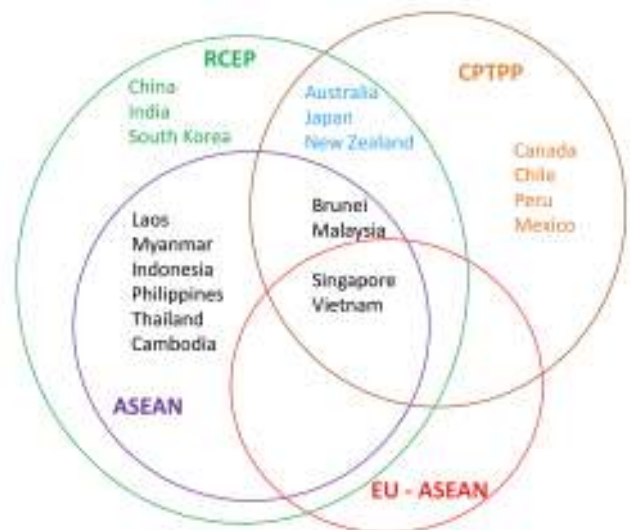 RCEP
China
India
South Korea
Australia
Japan
New Zealand
CPTPP
Canada
Chile
Peru
Mexico
Laos
Myanmar
Indonesia
Philippines
Thailand
Cambodia
Brunei
Malaysia
Singapore
Vietnam
ASEAN
EU - ASEAN